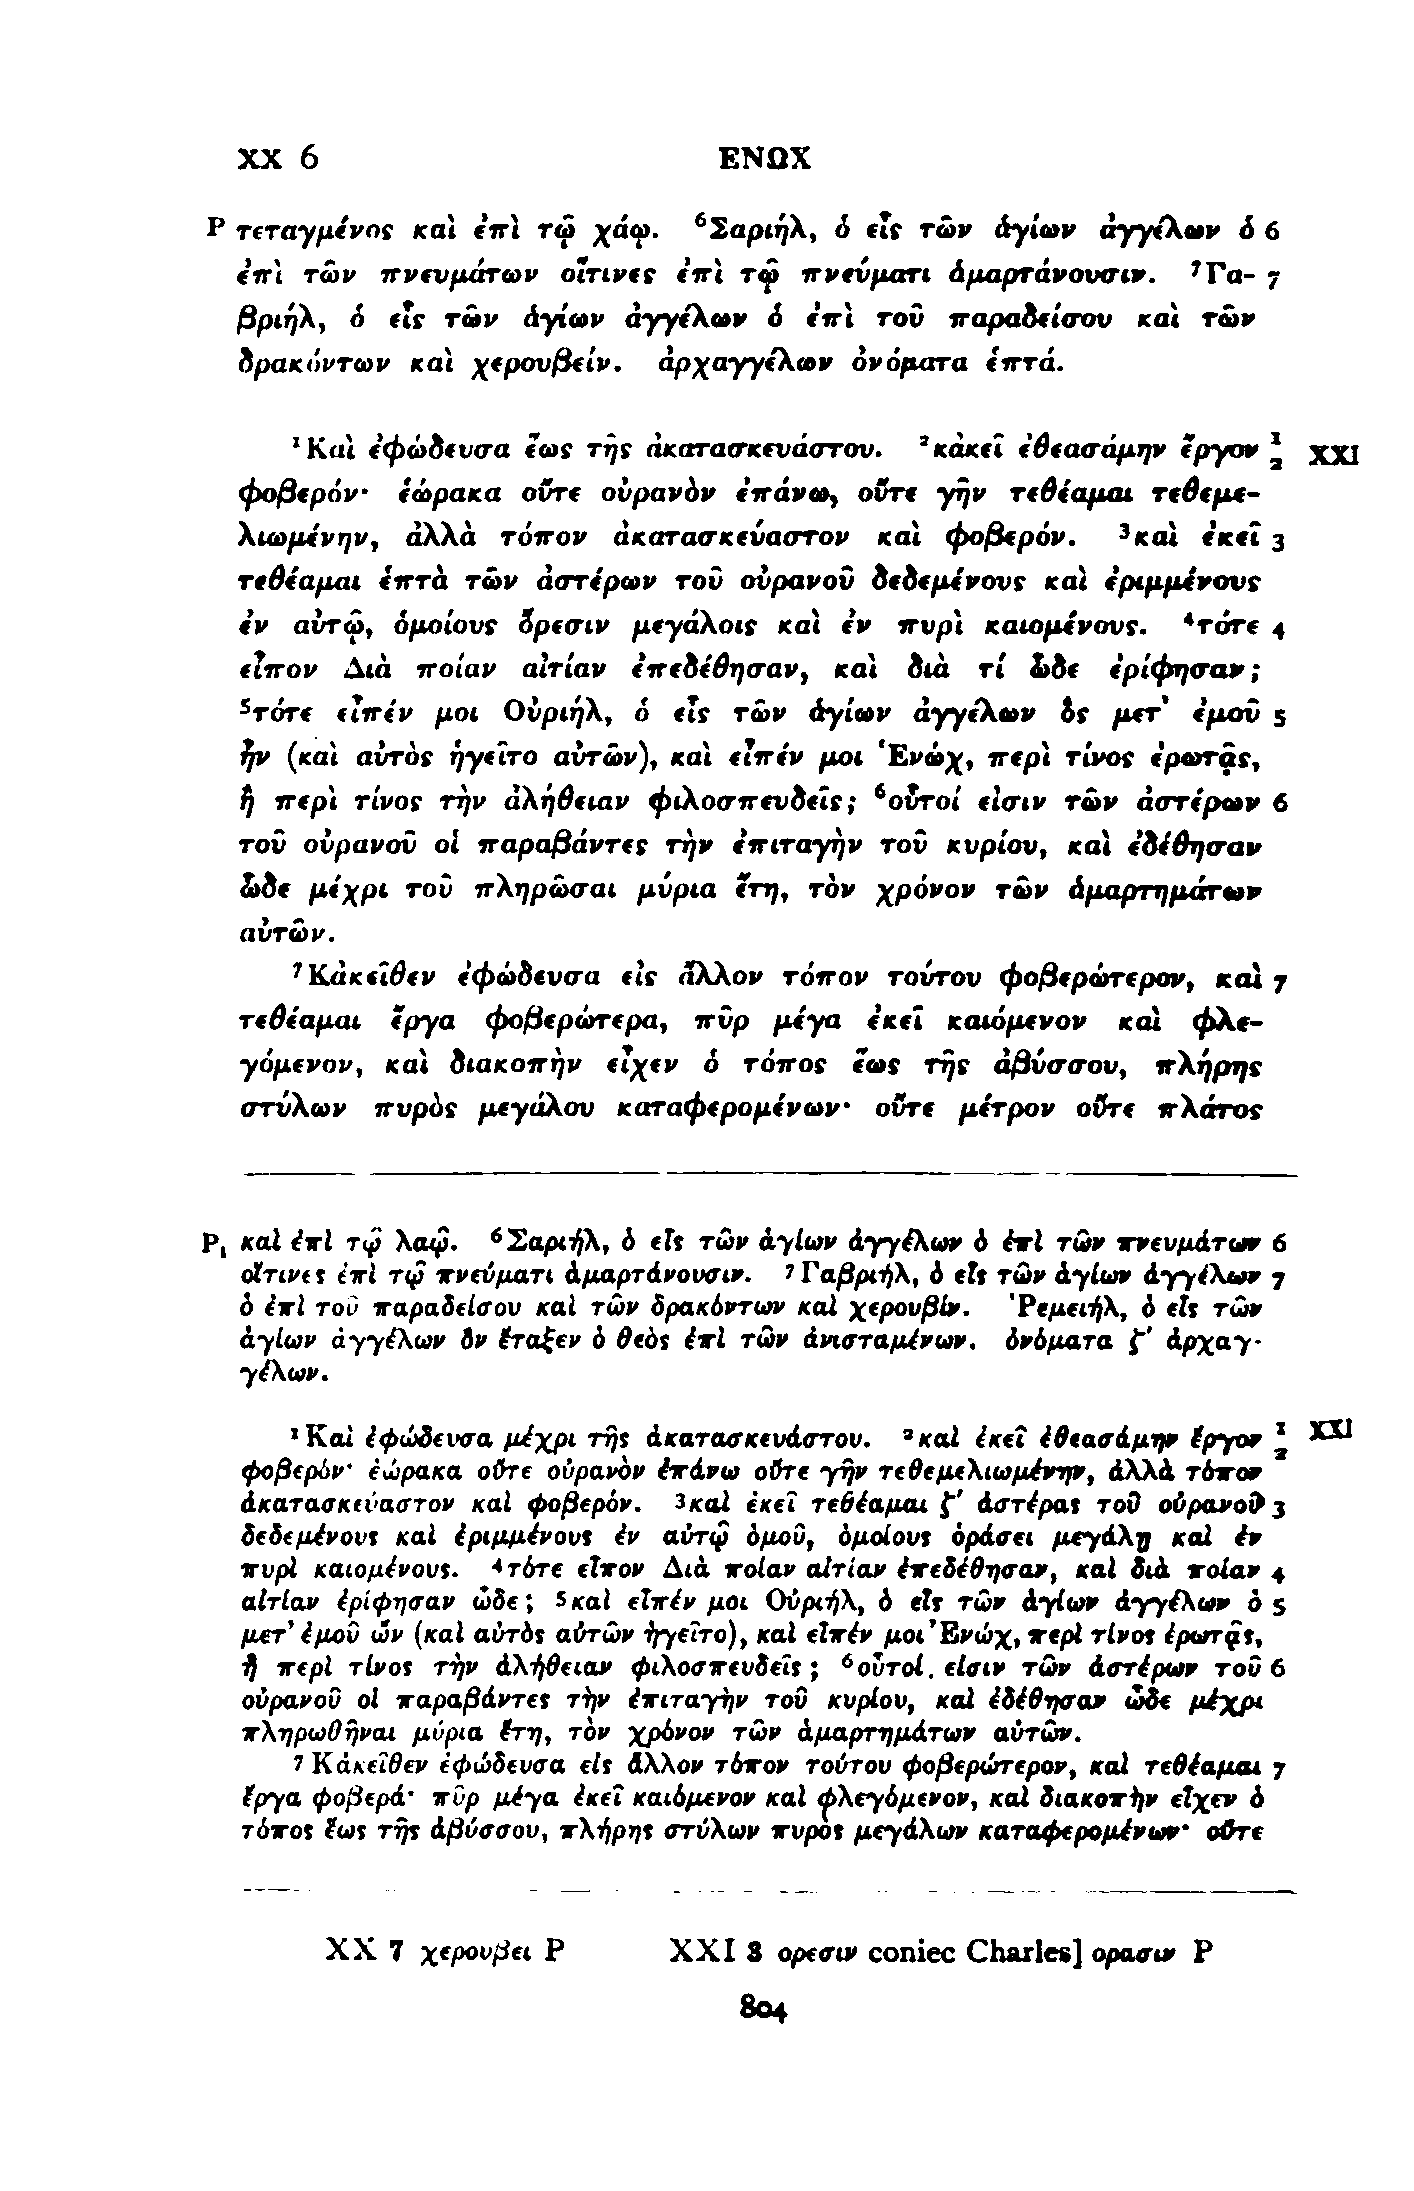 XX 6 ΕΝΩΧ
P τεταγμένος καὶ ἐπὶ τῷ χάῳ. ⁶Σαριήλ, ὁ εἷς τῶν ἁγίων ἀγγέλων ὁ 6
ἐπὶ τῶν πνευμάτων οἵτινες ἐπὶ τῷ πνεύματι ἁμαρτάνουσιν. ⁷Γα- 7
βριήλ, ὁ εἷς τῶν ἁγίων ἀγγέλων ὁ ἐπὶ τοῦ παραδείσου καὶ τῶν
δρακόντων καὶ χερουβείν. ἀρχαγγέλων ὀνόματα ἑπτά.
¹Καὶ ἐφώδευσα ἕως τῆς ἀκατασκευάστου. ²κἀκεῖ ἐθεασάμην ἔργον 1 2 XXI
φοβερόν· ἑώρακα οὔτε οὐρανὸν ἐπάνω, οὔτε γῆν τεθέαμαι τεθεμε-
λιωμένην, ἀλλὰ τόπον ἀκατασκεύαστον καὶ φοβερόν. ³καὶ ἐκεῖ 3
τεθέαμαι ἑπτὰ τῶν ἀστέρων τοῦ οὐρανοῦ δεδεμένους καὶ ἐριμμένους
ἐν αὐτῷ, ὁμοίους ὄρεσιν μεγάλοις καὶ ἐν πυρὶ καιομένους. ⁴τότε 4
εἶπον Διὰ ποίαν αἰτίαν ἐπεδέθησαν, καὶ διὰ τί ὧδε ἐρίφησαν;
⁵τότε εἶπέν μοι Οὐριήλ, ὁ εἷς τῶν ἁγίων ἀγγέλων ὃς μετ' ἐμοῦ 5
ἦν (καὶ αὐτὸς ἡγεῖτο αὐτῶν), καὶ εἶπέν μοι Ἑνώχ, περὶ τίνος ἐρωτᾷς,
ἢ περὶ τίνος τὴν ἀλήθειαν φιλοσπευδεῖς; ⁶οὗτοί εἰσιν τῶν ἀστέρων 6
τοῦ οὐρανοῦ οἱ παραβάντες τὴν ἐπιταγὴν τοῦ κυρίου, καὶ ἐδέθησαν
ὧδε μέχρι τοῦ πληρῶσαι μύρια ἔτη, τὸν χρόνον τῶν ἁμαρτημάτων
αὐτῶν.
⁷Κἀκεῖθεν ἐφώδευσα εἰς ἄλλον τόπον τούτου φοβερώτερον, καὶ 7
τεθέαμαι ἔργα φοβερώτερα, πῦρ μέγα ἐκεῖ καιόμενον καὶ φλε-
γόμενον, καὶ διακοπὴν εἶχεν ὁ τόπος ἕως τῆς ἀβύσσου, πλήρης
στύλων πυρὸς μεγάλου καταφερομένων· οὔτε μέτρον οὔτε πλάτος
P₁ καὶ ἐπὶ τῷ λαῷ. ⁶Σαριήλ, ὁ εἷς τῶν ἁγίων ἀγγέλων ὁ ἐπὶ τῶν πνευμάτων 6
οἵτινες ἐπὶ τῷ πνεύματι ἁμαρτάνουσιν. ⁷Γαβριήλ, ὁ εἷς τῶν ἁγίων ἀγγέλων 7
ὁ ἐπὶ τοῦ παραδείσου καὶ τῶν δρακόντων καὶ χερουβίν. Ῥεμειήλ, ὁ εἷς τῶν
ἁγίων ἀγγέλων ὃν ἔταξεν ὁ θεὸς ἐπὶ τῶν ἀνισταμένων. ὀνόματα ζ' ἀρχαγ-
γέλων.
¹Καὶ ἐφώδευσα μέχρι τῆς ἀκατασκευάστου. ²καὶ ἐκεῖ ἐθεασάμην ἔργον 1 2 XXI
φοβερόν· ἑώρακα οὔτε οὐρανὸν ἐπάνω οὔτε γῆν τεθεμελιωμένην, ἀλλὰ τόπον
ἀκατασκεύαστον καὶ φοβερόν. ³καὶ ἐκεῖ τεθέαμαι ζ' ἀστέρας τοῦ οὐρανοῦ 3
δεδεμένους καὶ ἐριμμένους ἐν αὐτῷ ὁμοῦ, ὁμοίους ὁράσει μεγάλῃ καὶ ἐν
πυρὶ καιομένους. ⁴τότε εἶπον Διὰ ποίαν αἰτίαν ἐπεδέθησαν, καὶ διὰ ποίαν 4
αἰτίαν ἐρίφησαν ὧδε; ⁵καὶ εἶπέν μοι Οὐριήλ, ὁ εἷς τῶν ἁγίων ἀγγέλων ὁ 5
μετ' ἐμοῦ ὢν (καὶ αὐτὸς αὐτῶν ἡγεῖτο), καὶ εἶπέν μοι Ἑνώχ, περὶ τίνος ἐρωτᾷς,
ἢ περὶ τίνος τὴν ἀλήθειαν φιλοσπευδεῖς; ⁶οὗτοί. εἰσιν τῶν ἀστέρων τοῦ 6
οὐρανοῦ οἱ παραβάντες τὴν ἐπιταγὴν τοῦ κυρίου, καὶ ἐδέθησαν ὧδε μέχρι
πληρωθῆναι μύρια ἔτη, τὸν χρόνον τῶν ἁμαρτημάτων αὐτῶν.
⁷Κἀκεῖθεν ἐφώδευσα εἰς ἄλλον τόπον τούτου φοβερώτερον, καὶ τεθέαμαι 7
ἔργα φοβερά· πῦρ μέγα ἐκεῖ καιόμενον καὶ φλεγόμενον, καὶ διακοπὴν εἶχεν ὁ
τόπος ἕως τῆς ἀβύσσου, πλήρης στύλων πυρὸς μεγάλων καταφερομένων· οὔτε
XX 7 χερουβει P XXI 3 ορεσιν coniec Charles] ορασιν P
804